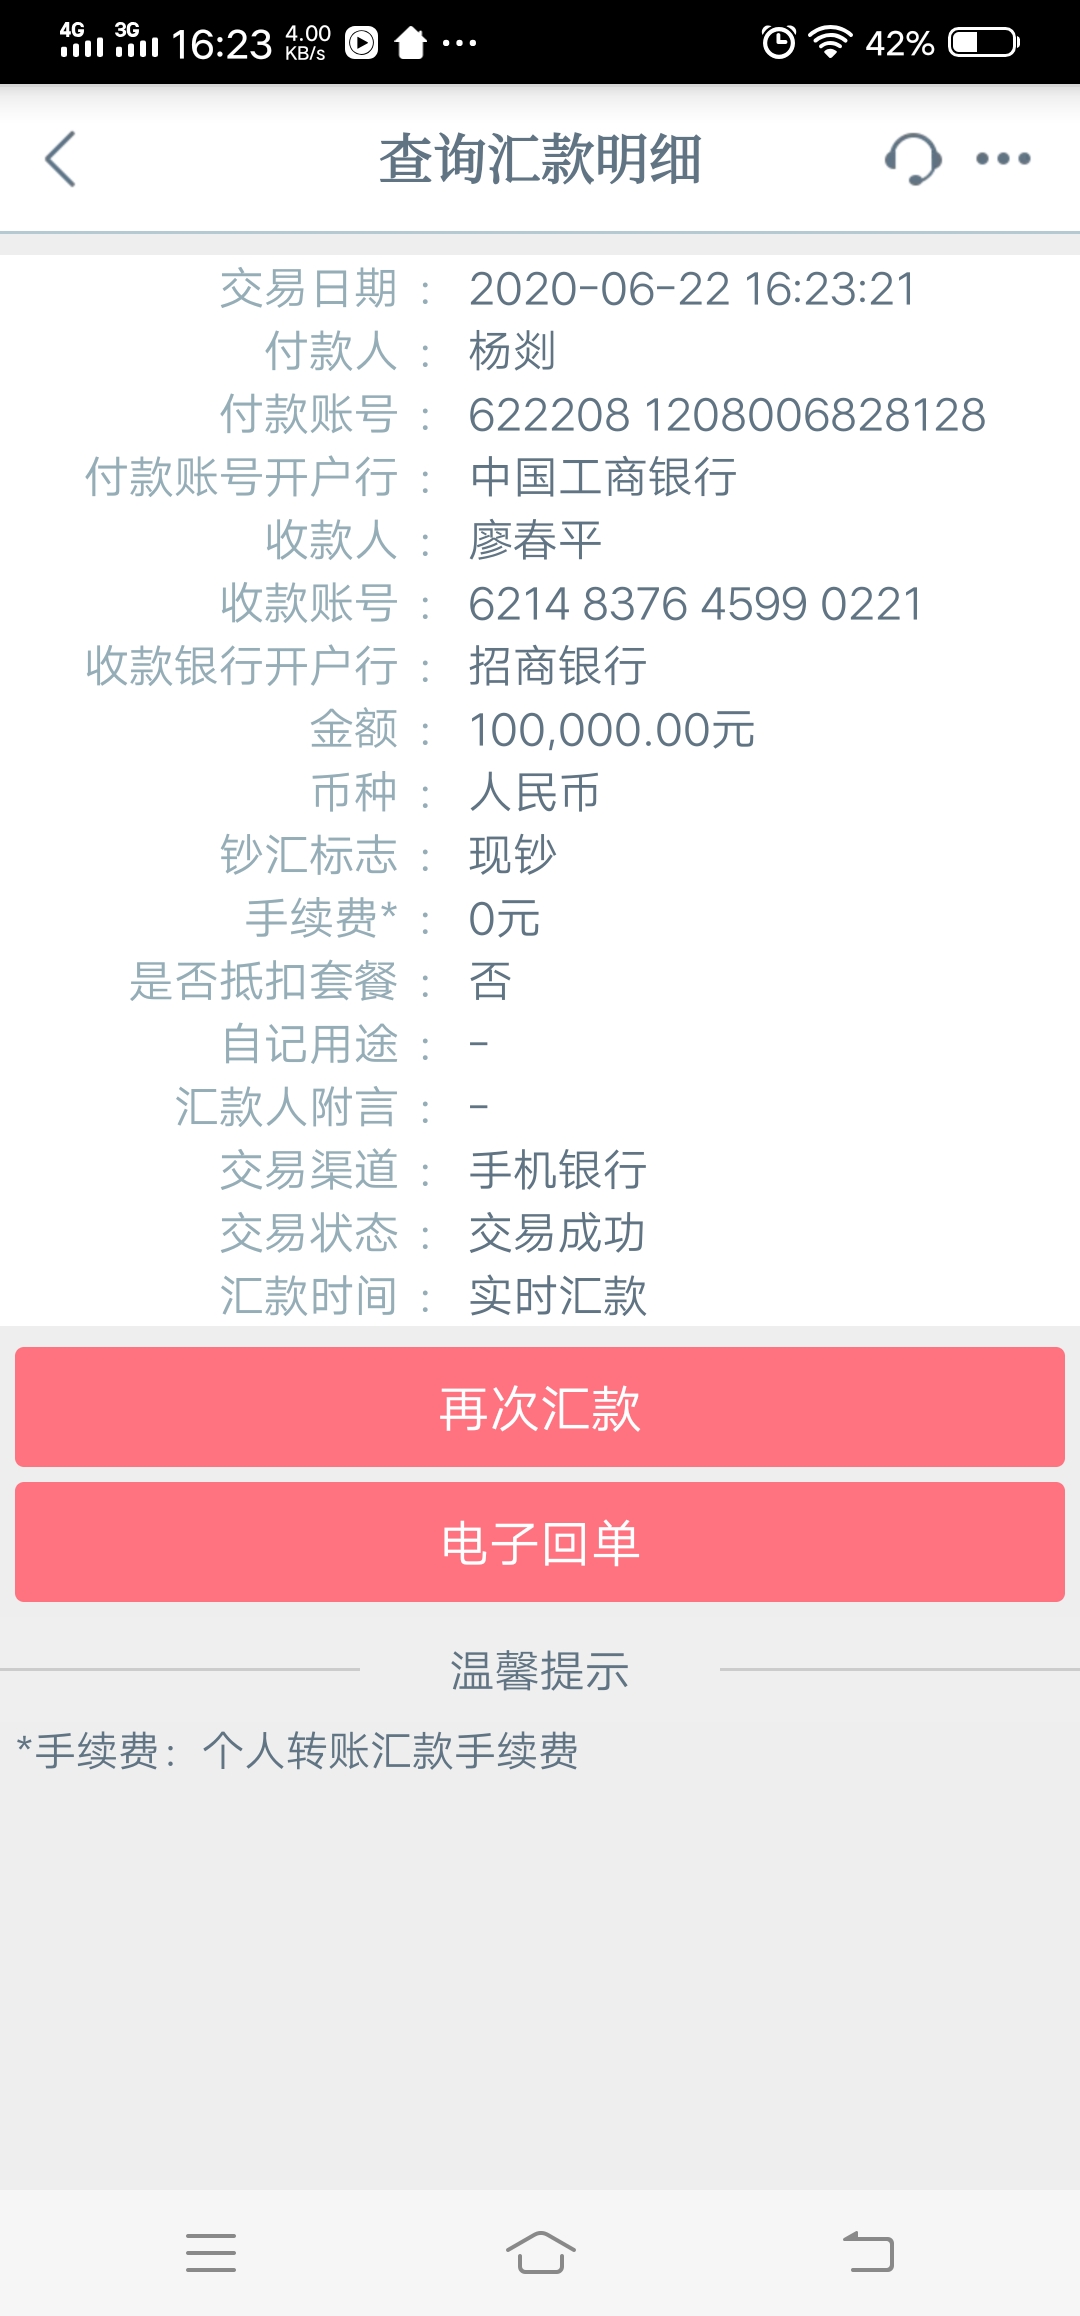 4G 3G 16:23 4.00 KB/s 42%
查询汇款明细
交易日期 : 2020-06-22 16:23:21
付款人 : 杨剡
付款账号 : 622208 1208006828128
付款账号开户行 : 中国工商银行
收款人 : 廖春平
收款账号 : 6214 8376 4599 0221
收款银行开户行 : 招商银行
金额 : 100,000.00元
币种 : 人民币
钞汇标志 : 现钞
手续费* : 0元
是否抵扣套餐 : 否
自记用途 : -
汇款人附言 : -
交易渠道 : 手机银行
交易状态 : 交易成功
汇款时间 : 实时汇款
再次汇款
电子回单
温馨提示
*手续费：个人转账汇款手续费